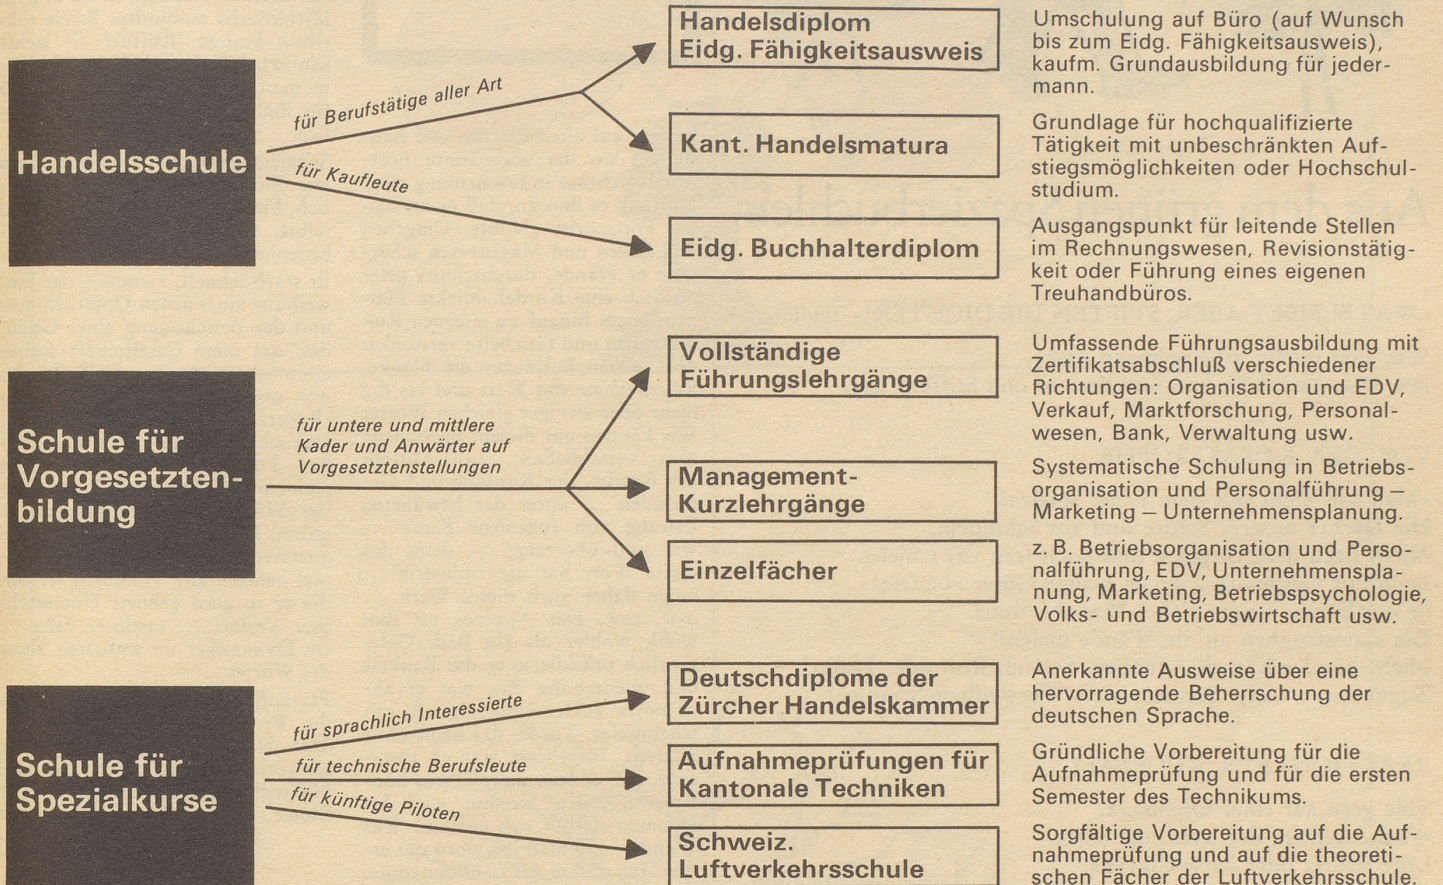 Handelsschule
für Berufstätige aller Art
für Kaufleute
Handelsdiplom
Eidg. Fähigkeitsausweis
Umschulung auf Büro (auf Wunsch
bis zum Eidg. Fähigkeitsausweis),
kaufm. Grundausbildung für jeder-
mann.
Kant. Handelsmatura
Grundlage für hochqualifizierte
Tätigkeit mit unbeschränkten Auf-
stiegsmöglichkeiten oder Hochschul-
studium.
Eidg. Buchhalterdiplom
Ausgangspunkt für leitende Stellen
im Rechnungswesen, Revisionstätig-
keit oder Führung eines eigenen
Treuhandbüros.
Schule für
Vorgesetzten-
bildung
für untere und mittlere
Kader und Anwärter auf
Vorgesetztenstellungen
Vollständige
Führungslehrgänge
Umfassende Führungsausbildung mit
Zertifikatsabschluß verschiedener
Richtungen: Organisation und EDV,
Verkauf, Marktforschung, Personal-
wesen, Bank, Verwaltung usw.
Management-
Kurzlehrgänge
Systematische Schulung in Betriebs-
organisation und Personalführung –
Marketing – Unternehmensplanung.
Einzelfächer
z. B. Betriebsorganisation und Perso-
nalführung, EDV, Unternehmenspla-
nung, Marketing, Betriebspsychologie,
Volks- und Betriebswirtschaft usw.
Schule für
Spezialkurse
für sprachlich Interessierte
für technische Berufsleute
für künftige Piloten
Deutschdiplome der
Zürcher Handelskammer
Anerkannte Ausweise über eine
hervorragende Beherrschung der
deutschen Sprache.
Aufnahmeprüfungen für
Kantonale Techniken
Gründliche Vorbereitung für die
Aufnahmeprüfung und für die ersten
Semester des Technikums.
Schweiz.
Luftverkehrsschule
Sorgfältige Vorbereitung auf die Auf-
nahmeprüfung und auf die theoreti-
schen Fächer der Luftverkehrsschule.